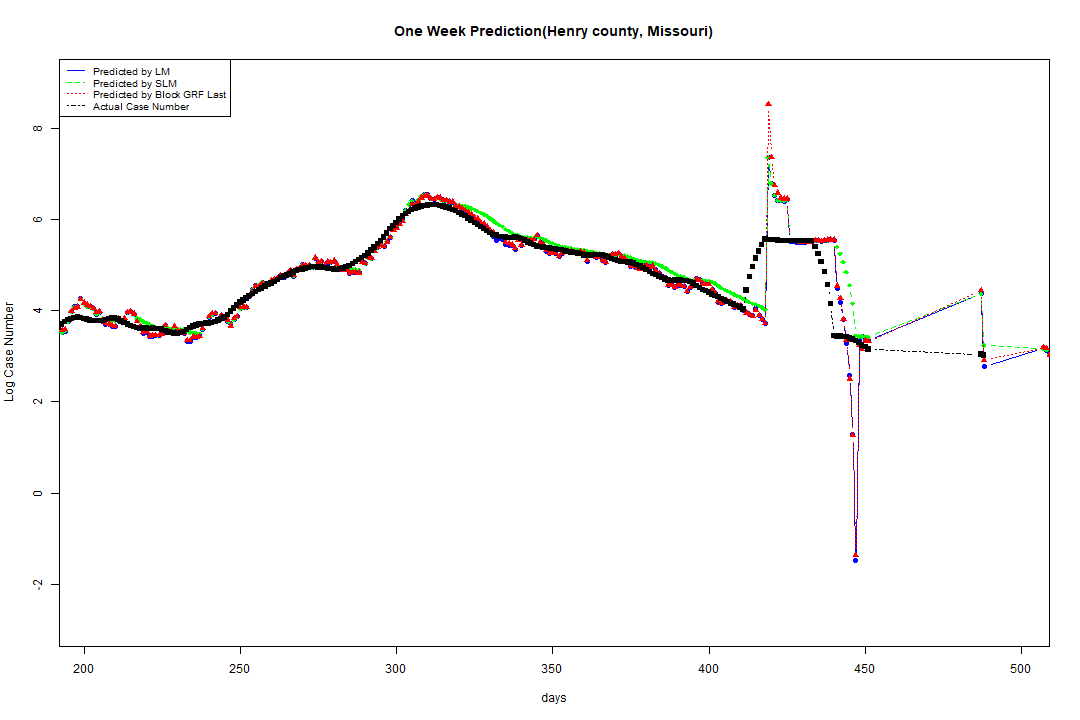 One Week Prediction(Henry county, Missouri)
Predicted by LM
Predicted by SLM
Predicted by Block GRF Last
Actual Case Number
8
6
4
2
0
-2
Log Case Number
200 250 300 350 400 450 500
days